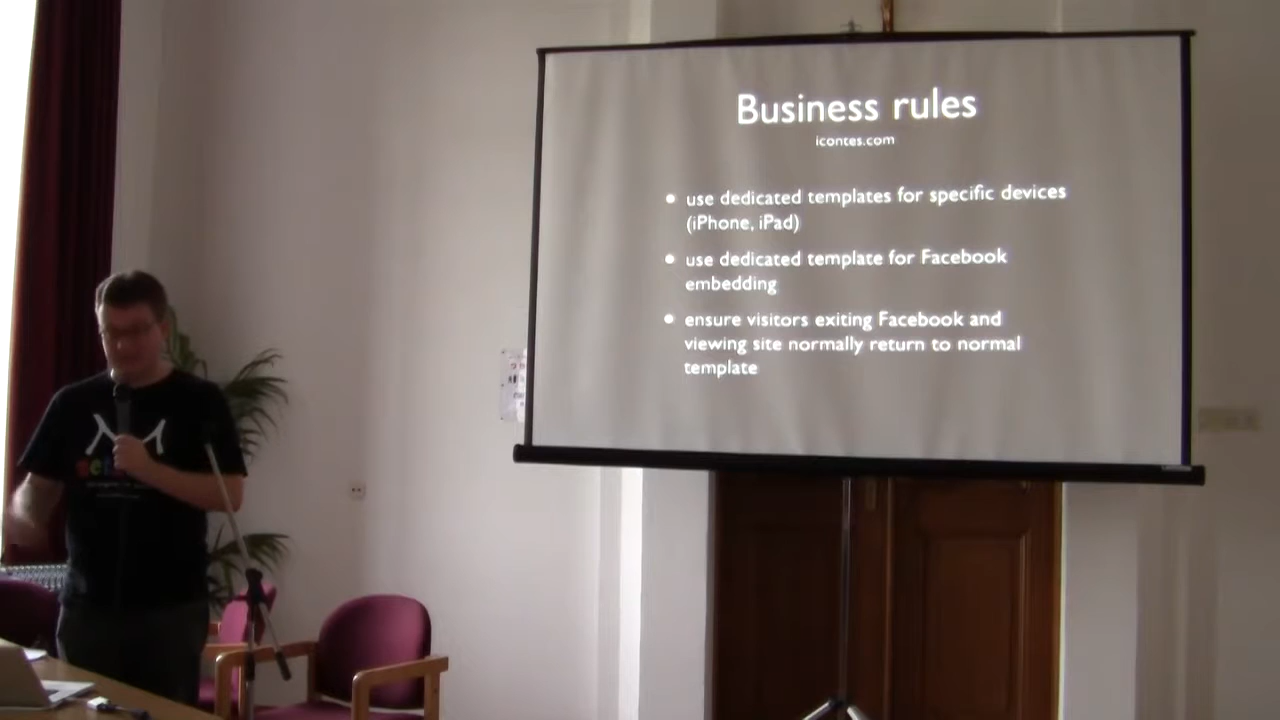 Business rules
icontes.com
• use dedicated templates for specific devices
(iPhone, iPad)
• use dedicated template for Facebook
embedding
• ensure visitors exiting Facebook and
viewing site normally return to normal
template